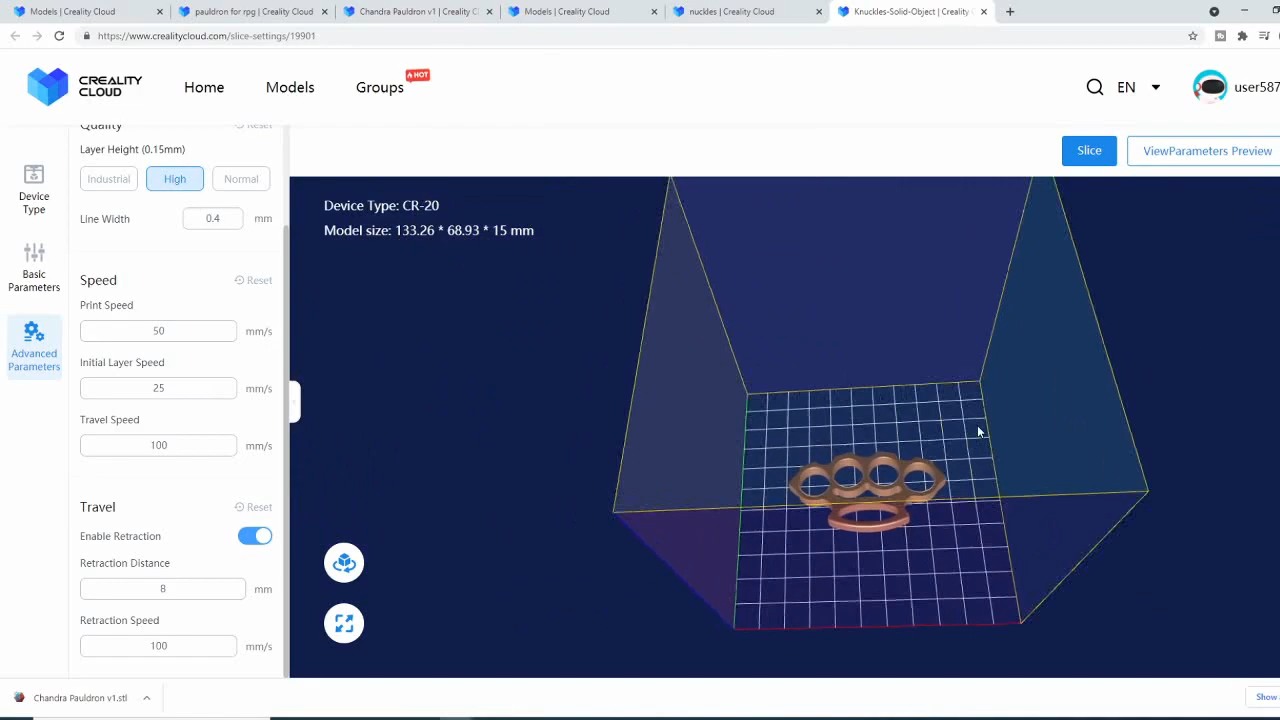 Models | Creality Cloud
pauldron for rpg | Creality Cloud
Chandra Pauldron v1 | Creality C
Models | Creality Cloud
nuckles | Creality Cloud
Knuckles-Solid-Object | Creality C
https://www.crealitycloud.com/slice-settings/19901
CREALITY
CLOUD
Home
Models
Groups
HOT
EN
user587
Slice
ViewParameters Preview
Device
Type
Basic
Parameters
Advanced
Parameters
Quality
Reset
Layer Height (0.15mm)
Industrial
High
Normal
Line Width
0.4
mm
Speed
Reset
Print Speed
50
mm/s
Initial Layer Speed
25
mm/s
Travel Speed
100
mm/s
Travel
Reset
Enable Retraction
Retraction Distance
8
mm
Retraction Speed
100
mm/s
Device Type: CR-20
Model size: 133.26 * 68.93 * 15 mm
Chandra Pauldron v1.stl
Show